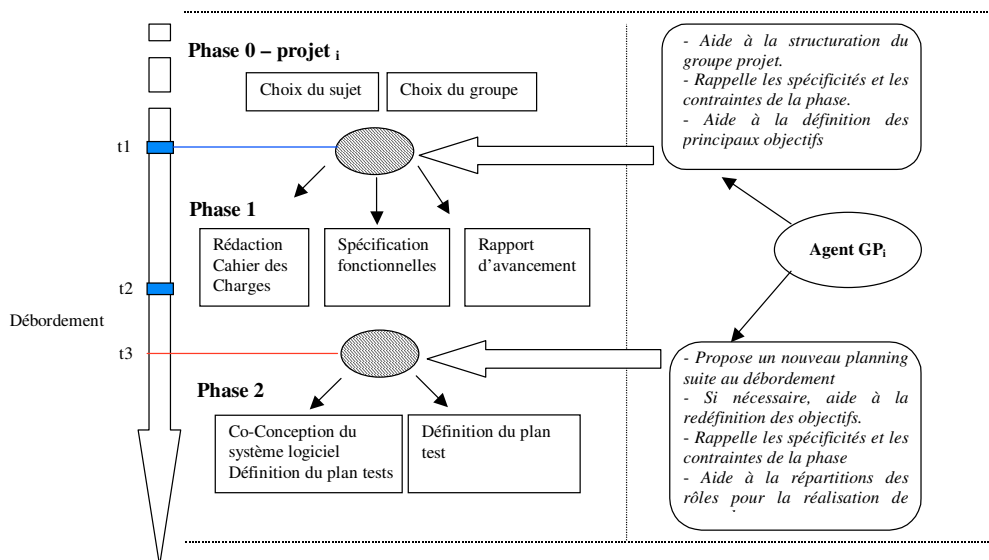 Phase 0 – projet i
Choix du sujet
Choix du groupe
t1
Phase 1
Rédaction
Cahier des
Charges
Spécification
fonctionnelles
Rapport
d'avancement
t2
Débordement
t3
Phase 2
Co-Conception du
système logiciel
Définition du plan tests
Définition du plan
test
- Aide à la structuration du
groupe projet.
- Rappelle les spécificités et les
contraintes de la phase.
- Aide à la définition des
principaux objectifs
Agent GPi
- Propose un nouveau planning
suite au débordement
- Si nécessaire, aide à la
redéfinition des objectifs.
- Rappelle les spécificités et les
contraintes de la phase
- Aide à la répartitions des
rôles pour la réalisation de